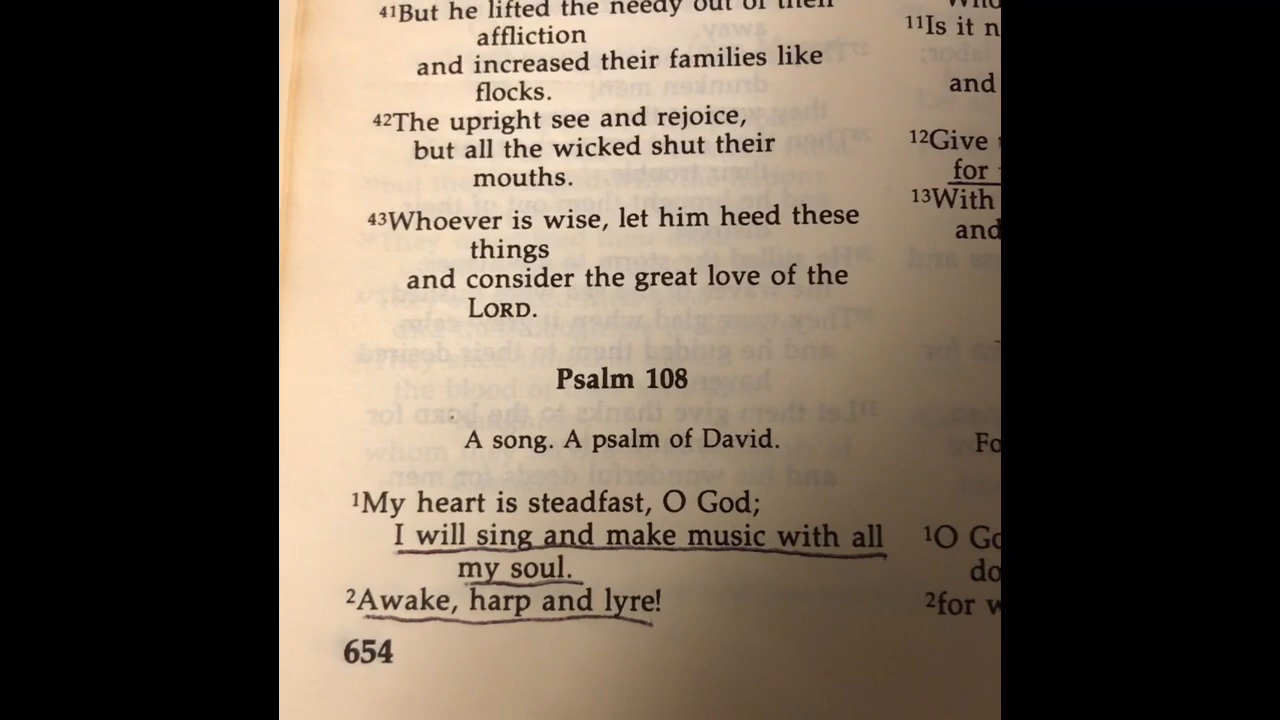 41But he lifted the needy out of their
affliction
and increased their families like
flocks.
42The upright see and rejoice,
but all the wicked shut their
mouths.
43Whoever is wise, let him heed these
things
and consider the great love of the
LORD.
Psalm 108
A song. A psalm of David.
1My heart is steadfast, O God;
I will sing and make music with all
my soul.
2Awake, harp and lyre!
654
11Is it n
and
12Give
for
13With
and
Fo
1O Go
do
2for w